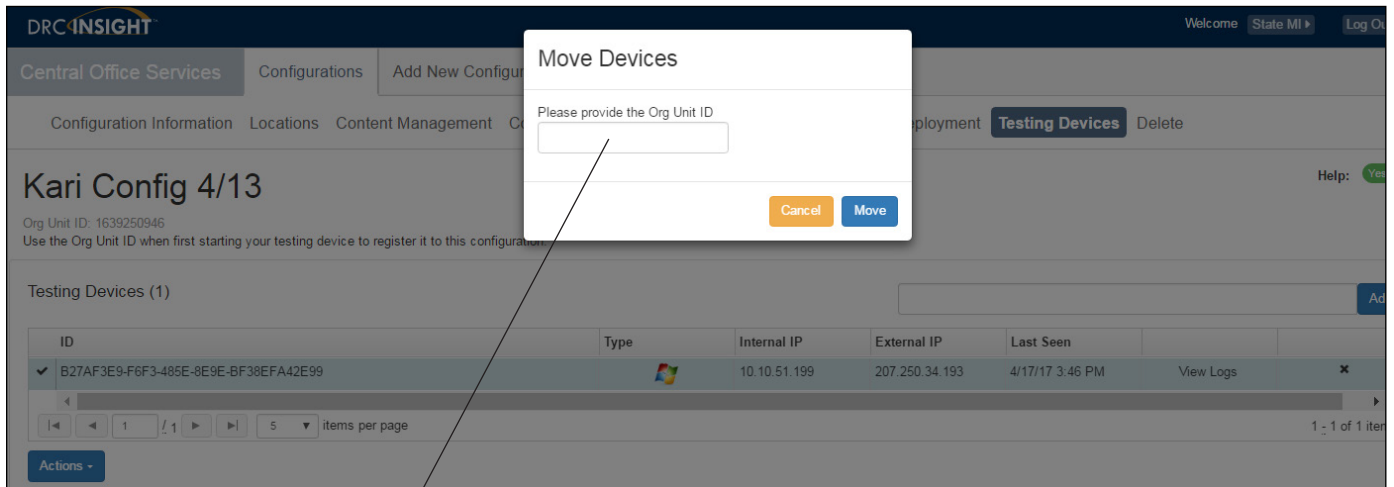 DRC INSIGHT
Welcome State MI Log Ou
Central Office Services Configurations Add New Configur
Move Devices
Please provide the Org Unit ID
Cancel Move
Configuration Information Locations Content Management Co ployment Testing Devices Delete
Kari Config 4/13
Help: Yes
Org Unit ID: 1639250946
Use the Org Unit ID when first starting your testing device to register it to this configuration.
Testing Devices (1)
Ad
ID Type Internal IP External IP Last Seen
B27AF3E9-F6F3-485E-8E9E-BF38EFA42E99 10.10.51.199 207.250.34.193 4/17/17 3:46 PM View Logs
1 / 1 5 items per page 1 - 1 of 1 item
Actions